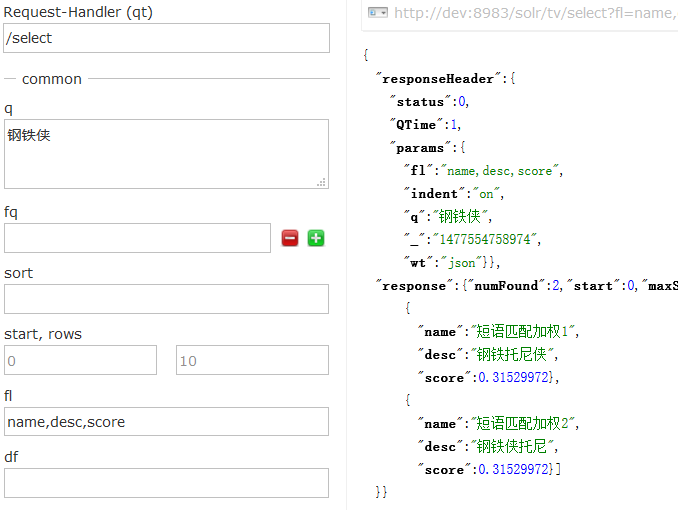 Request-Handler (qt)
/select
common
q
钢铁侠
fq
sort
start, rows
0
10
fl
name,desc,score
df
http://dev:8983/solr/tv/select?fl=name,
{
"responseHeader":{
"status":0,
"QTime":1,
"params":{
"fl":"name,desc,score",
"indent":"on",
"q":"钢铁侠",
"_":"1477554758974",
"wt":"json"}},
"response":{"numFound":2,"start":0,"maxS
{
"name":"短语匹配加权1",
"desc":"钢铁托尼侠",
"score":0.31529972},
{
"name":"短语匹配加权2",
"desc":"钢铁侠托尼",
"score":0.31529972}]
}}